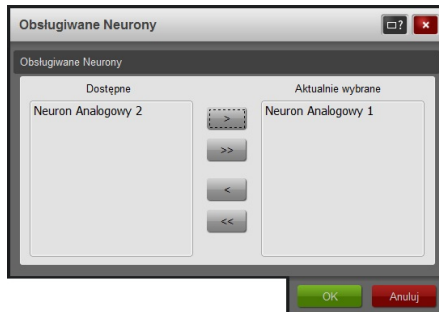 Obsługiwane Neurony
?
×
Obsługiwane Neurony
Dostępne
Aktualnie wybrane
Neuron Analogowy 2
>
Neuron Analogowy 1
>>
<
<<
OK
Anuluj